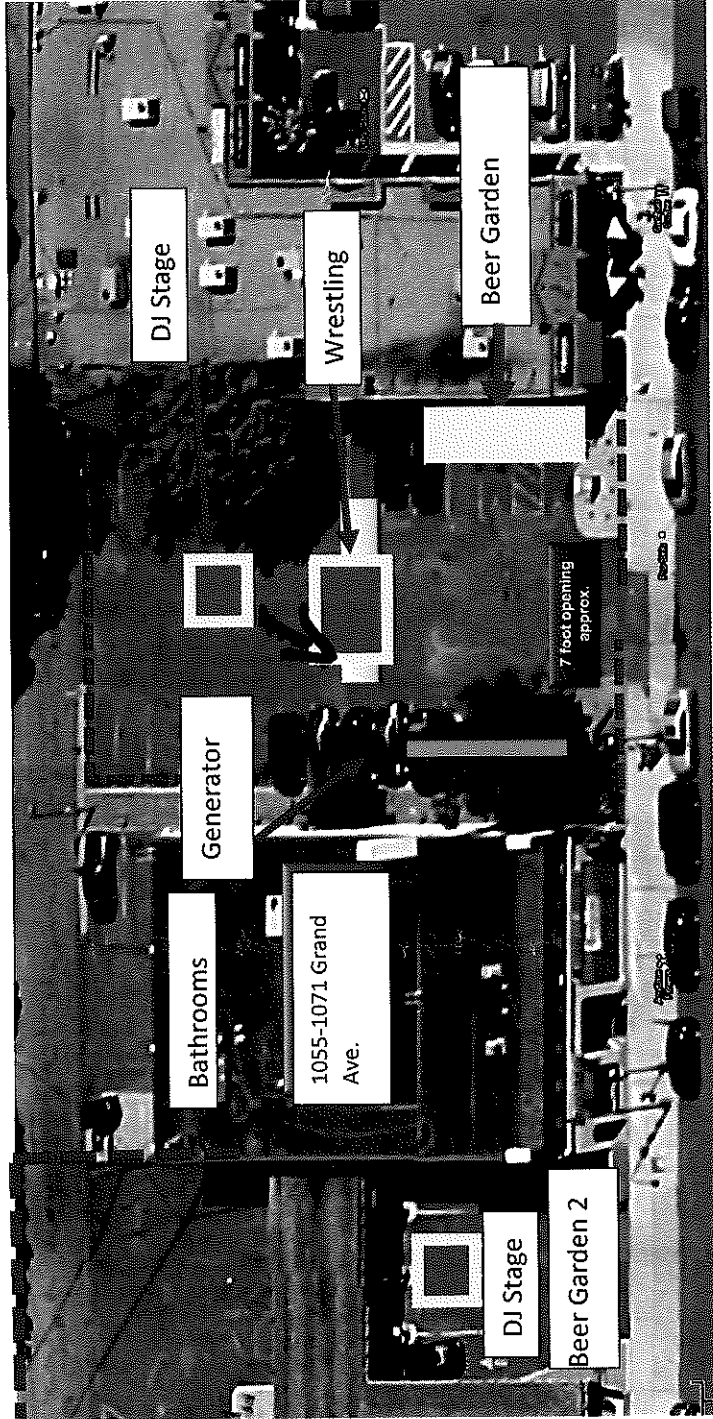 DJ Stage
Wrestling
Beer Garden
Generator
7 foot opening
approx.
Bathrooms
1055-1071 Grand
Ave.
DJ Stage
Beer Garden 2